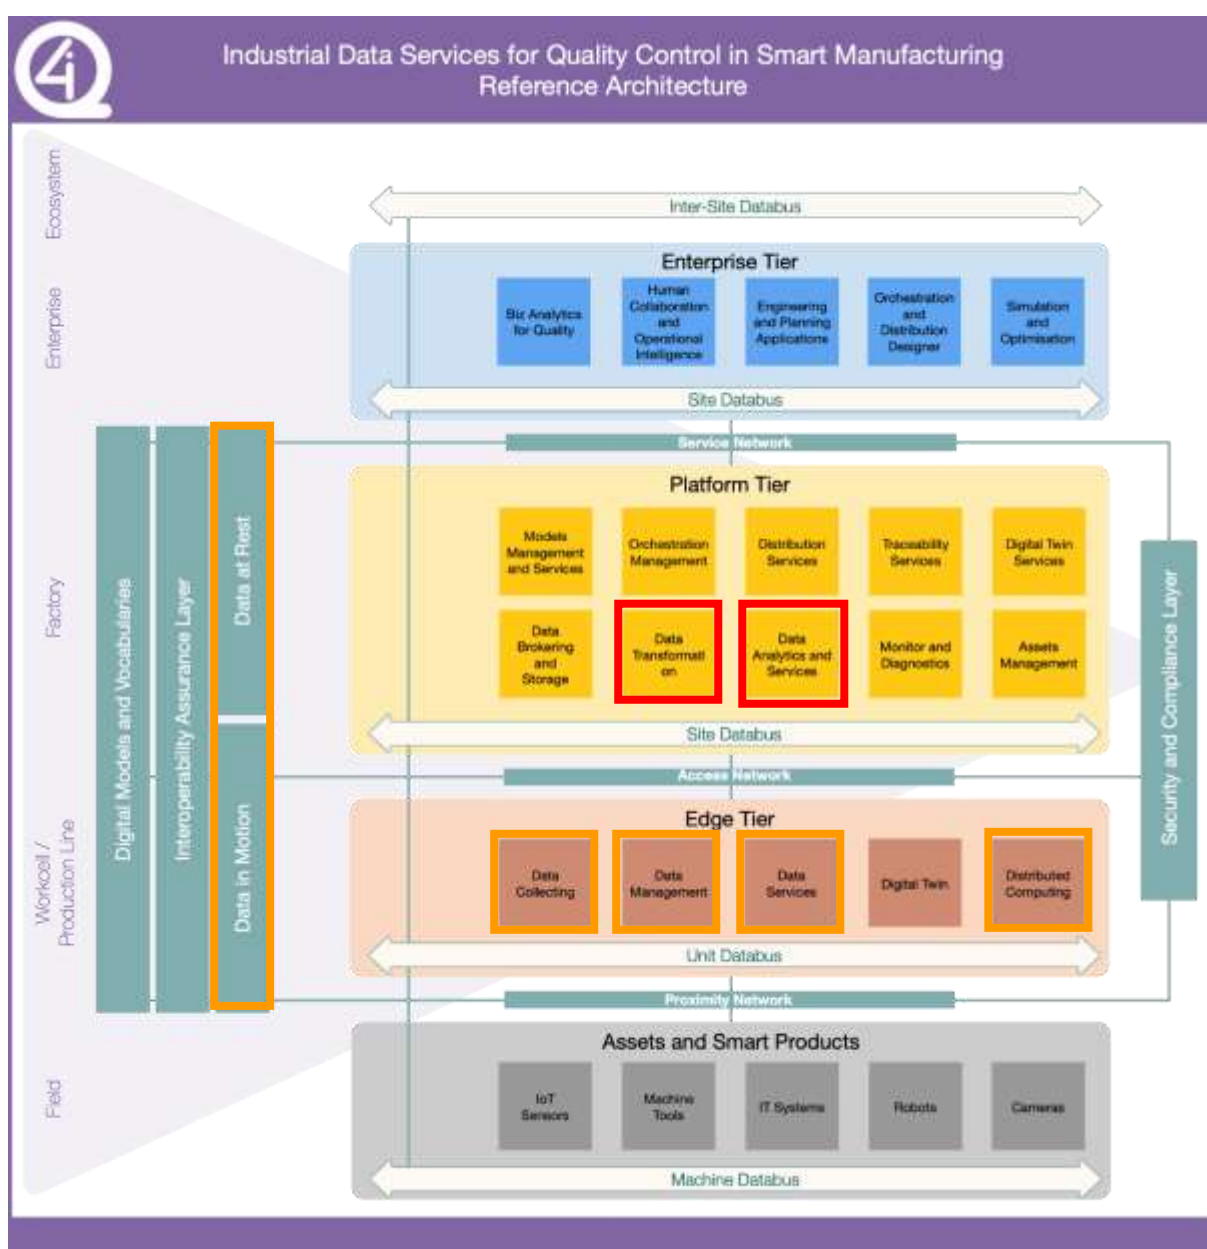 4i
Industrial Data Services for Quality Control in Smart Manufacturing
Reference Architecture
Ecosystem
Enterprise
Factory
Workcell /
Production Line
Field
Digital Models and Vocabularies
Interoperability Assurance Layer
Data at Rest
Data in Motion
Inter-Site Databus
Enterprise Tier
Biz Analytics
for Quality
Human
Collaboration
and
Operational
Intelligence
Engineering
and Planning
Applications
Orchestration
and
Distribution
Designer
Simulation
and
Optimisation
Site Databus
Service Network
Platform Tier
Models
Management
and Services
Orchestration
Management
Distribution
Services
Traceability
Services
Digital Twin
Services
Data
Brokering
and
Storage
Data
Transformati
on
Data
Analytics and
Services
Monitor and
Diagnostics
Assets
Management
Site Databus
Access Network
Edge Tier
Data
Collecting
Data
Management
Data
Services
Digital Twin
Distributed
Computing
Unit Databus
Proximity Network
Assets and Smart Products
IoT
Sensors
Machine
Tools
IT Systems
Robots
Cameras
Machine Databus
Security and Compliance Layer